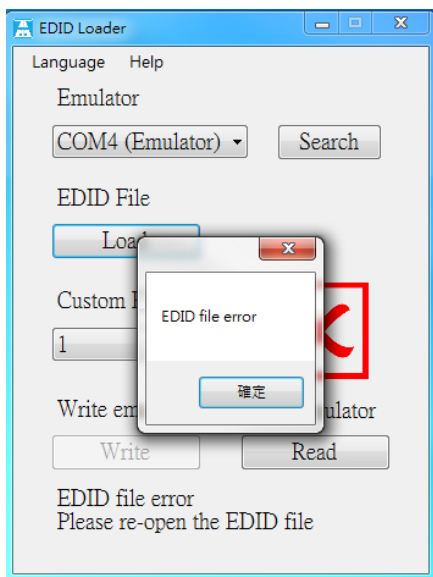 EDID Loader
Language Help
Emulator
COM4 (Emulator) Search
EDID File
Custom
1
EDID file error
確定
Write
Write Read
EDID file error
Please re-open the EDID file